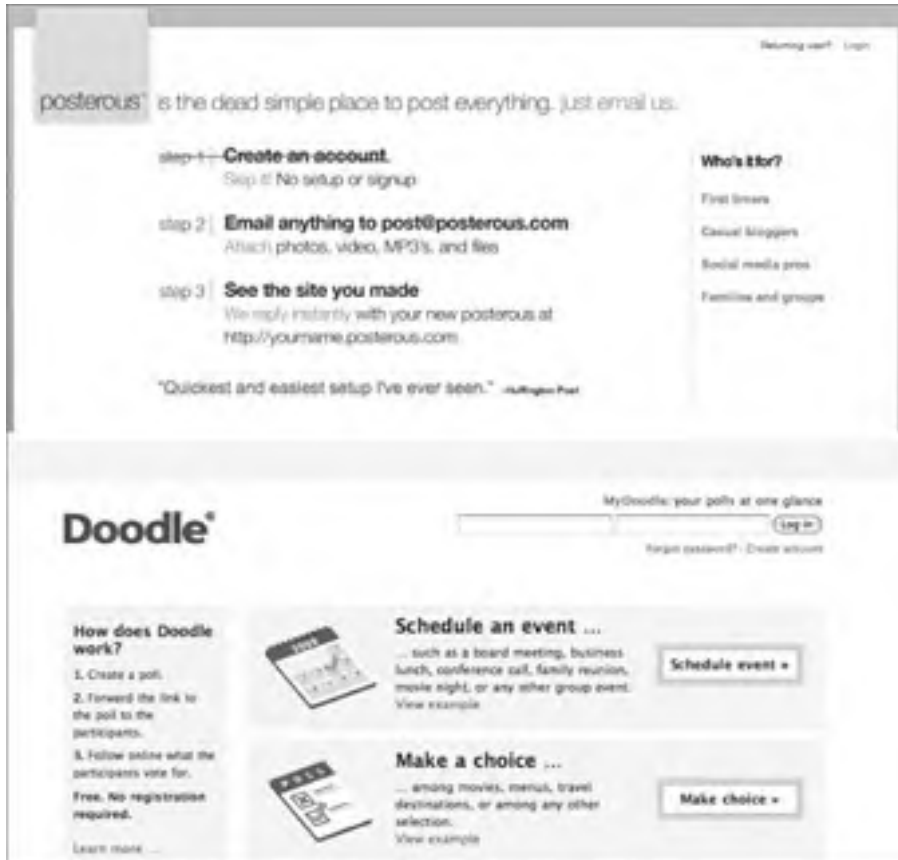 Returning user? Login
posterous is the dead simple place to post everything. just email us.
step 1 Create an account.
Step 1! No setup or signup
step 2 Email anything to post@posterous.com
Attach photos, video, MP3's, and files
step 3 See the site you made
We reply instantly with your new posterous at
http://yourname.posterous.com
"Quickest and easiest setup I've ever seen." -Huffington Post
Who's it for?
First timers
Casual bloggers
Social media pros
Families and groups
Doodle
MyDoodle: your polls at one glance
Log in
Forgot password? · Create account
How does Doodle
work?
1. Create a poll.
2. Forward the link to
the poll to the
participants.
3. Follow online what the
participants vote for.
Free. No registration
required.
Learn more ...
Schedule an event ...
... such as a board meeting, business
lunch, conference call, family reunion,
movie night, or any other group event.
View example
Schedule event »
POLL
Make a choice ...
... among movies, menus, travel
destinations, or among any other
selection.
View example
Make choice »